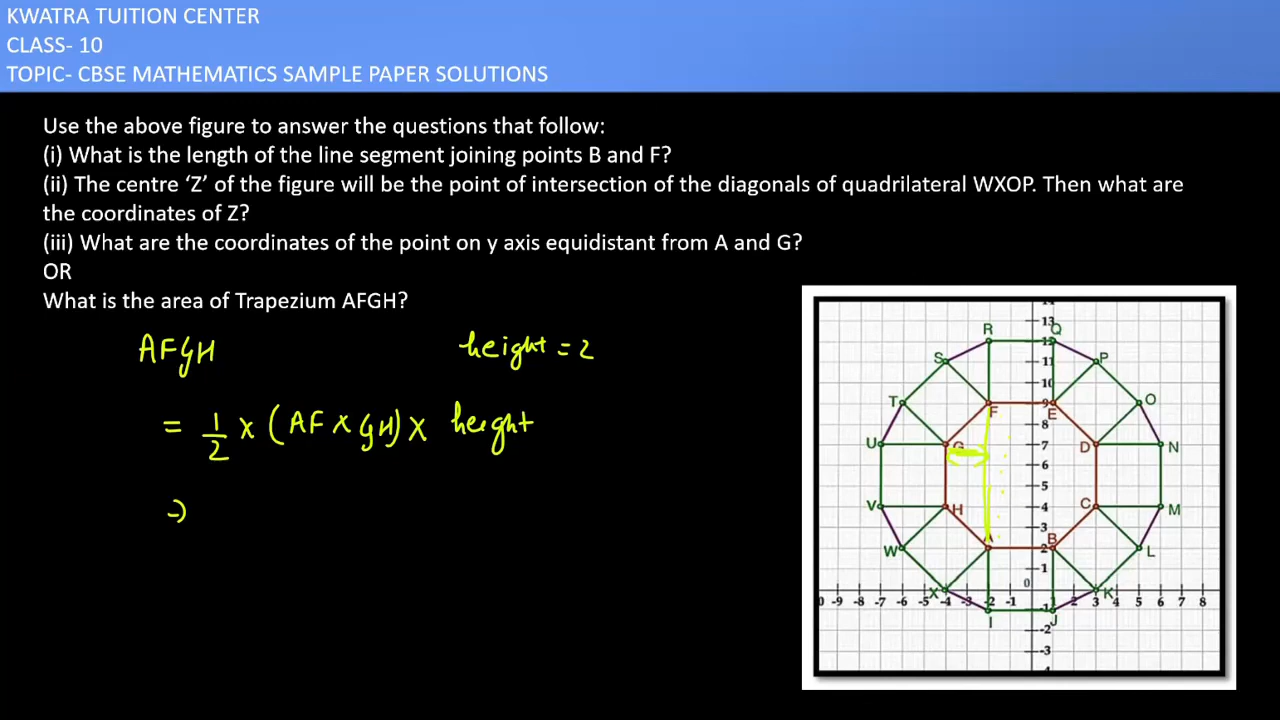 KWATRA TUITION CENTER
CLASS- 10
TOPIC- CBSE MATHEMATICS SAMPLE PAPER SOLUTIONS
Use the above figure to answer the questions that follow:
(i) What is the length of the line segment joining points B and F?
(ii) The centre ‘Z’ of the figure will be the point of intersection of the diagonals of quadrilateral WXOP. Then what are
the coordinates of Z?
(iii) What are the coordinates of the point on y axis equidistant from A and G?
OR
What is the area of Trapezium AFGH?
AFGH height = 2
= 1/2 x (AF x GH) x height
⇒
14
13
R Q
12
S 11 P
10
T F 9 E O
8
U G 7 D N
6
5
V H 4 C M
3
W A 2 B L
1
0
X K
0 -9 -8 -7 -6 -5 -4 -3 -2 -1 1 2 3 4 5 6 7 8
-1
I J
-2
-3